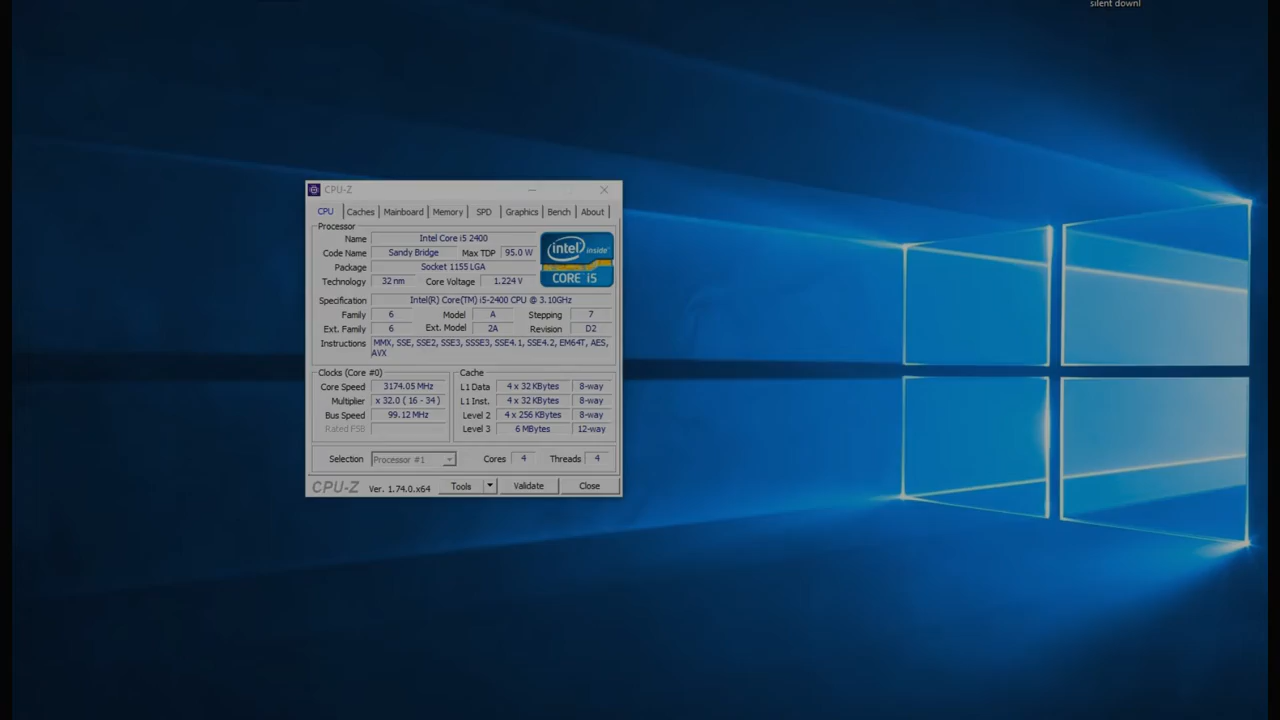 silent downl
CPU-Z
CPU Caches Mainboard Memory SPD Graphics Bench About
Processor
Name Intel Core i5 2400
Code Name Sandy Bridge Max TDP 95.0 W
Package Socket 1155 LGA
Technology 32 nm Core Voltage 1.224 V
intel inside™
CORE i5
Specification Intel(R) Core(TM) i5-2400 CPU @ 3.10GHz
Family 6 Model A Stepping 7
Ext. Family 6 Ext. Model 2A Revision D2
Instructions MMX, SSE, SSE2, SSE3, SSSE3, SSE4.1, SSE4.2, EM64T, AES,
AVX
Clocks (Core #0)
Core Speed 3174.05 MHz
Multiplier x 32.0 ( 16 - 34 )
Bus Speed 99.12 MHz
Rated FSB
Cache
L1 Data 4 x 32 KBytes 8-way
L1 Inst. 4 x 32 KBytes 8-way
Level 2 4 x 256 KBytes 8-way
Level 3 6 MBytes 12-way
Selection Processor #1 Cores 4 Threads 4
CPU-Z Ver. 1.74.0.x64 Tools Validate Close